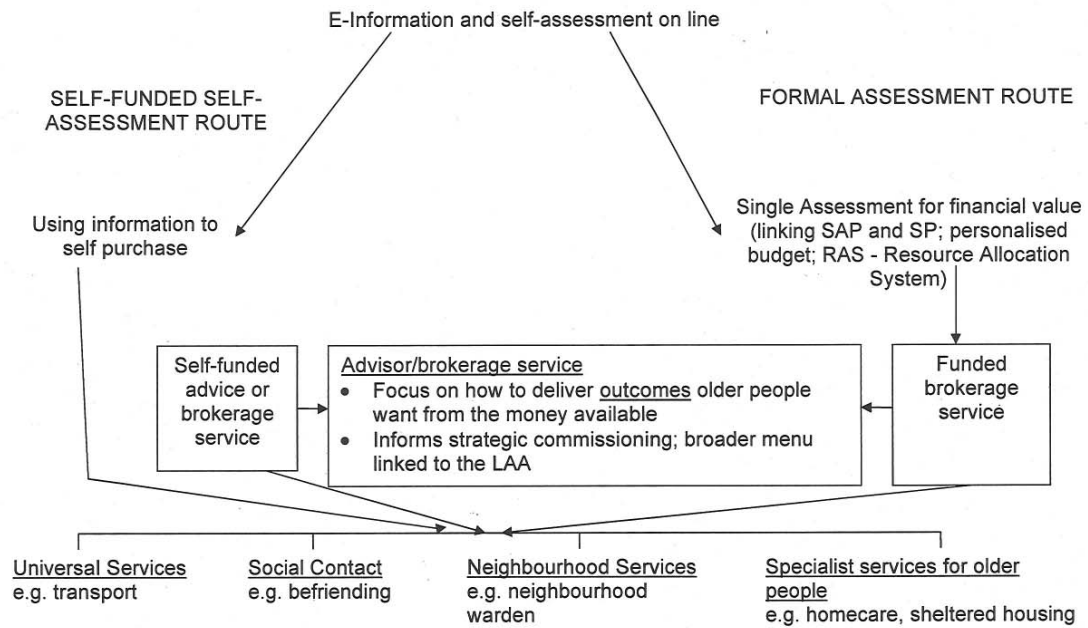 E-Information and self-assessment on line
SELF-FUNDED SELF-
ASSESSMENT ROUTE
FORMAL ASSESSMENT ROUTE
Using information to
self purchase
Single Assessment for financial value
(linking SAP and SP; personalised
budget; RAS - Resource Allocation
System)
Self-funded
advice or
brokerage
service
Advisor/brokerage service
• Focus on how to deliver outcomes older people
want from the money available
• Informs strategic commissioning; broader menu
linked to the LAA
Funded
brokerage
service
Universal Services
e.g. transport
Social Contact
e.g. befriending
Neighbourhood Services
e.g. neighbourhood
warden
Specialist services for older
people
e.g. homecare, sheltered housing